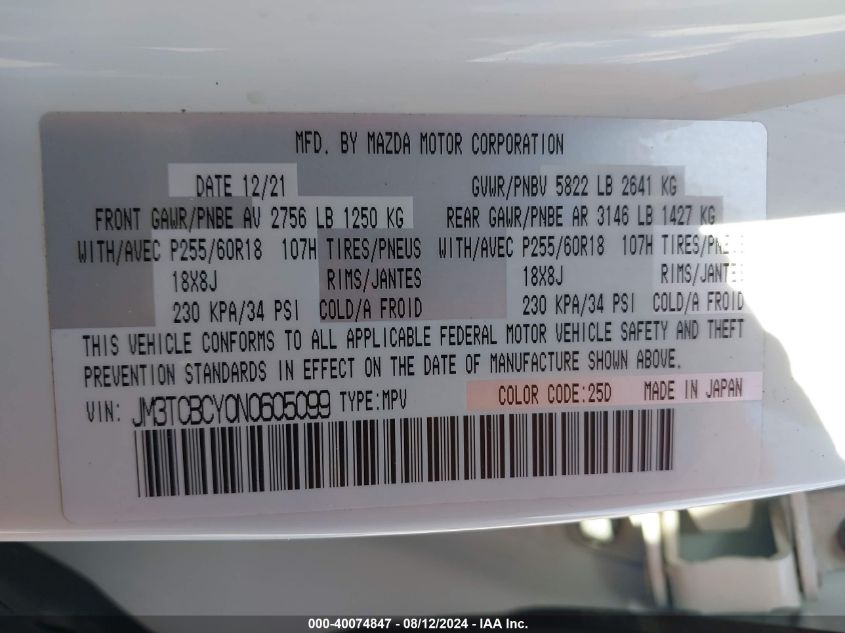 MFD. BY MAZDA MOTOR CORPORATION
DATE 12/21 GVWR/PNBV 5822 LB 2641 KG
FRONT GAWR/PNBE AV 2756 LB 1250 KG REAR GAWR/PNBE AR 3146 LB 1427 KG
WITH/AVEC P255/60R18 107H TIRES/PNEUS WITH/AVEC P255/60R18 107H TIRES/PNEUS
18X8J RIMS/JANTES 18X8J RIMS/JANTES
230 KPA/34 PSI COLD/A FROID 230 KPA/34 PSI COLD/A FROID
THIS VEHICLE CONFORMS TO ALL APPLICABLE FEDERAL MOTOR VEHICLE SAFETY AND THEFT
PREVENTION STANDARDS IN EFFECT ON THE DATE OF MANUFACTURE SHOWN ABOVE.
VIN: JM3TCBCY0N0605099 TYPE:MPV COLOR CODE:25D MADE IN JAPAN
000-40074847 - 08/12/2024 - IAA Inc.